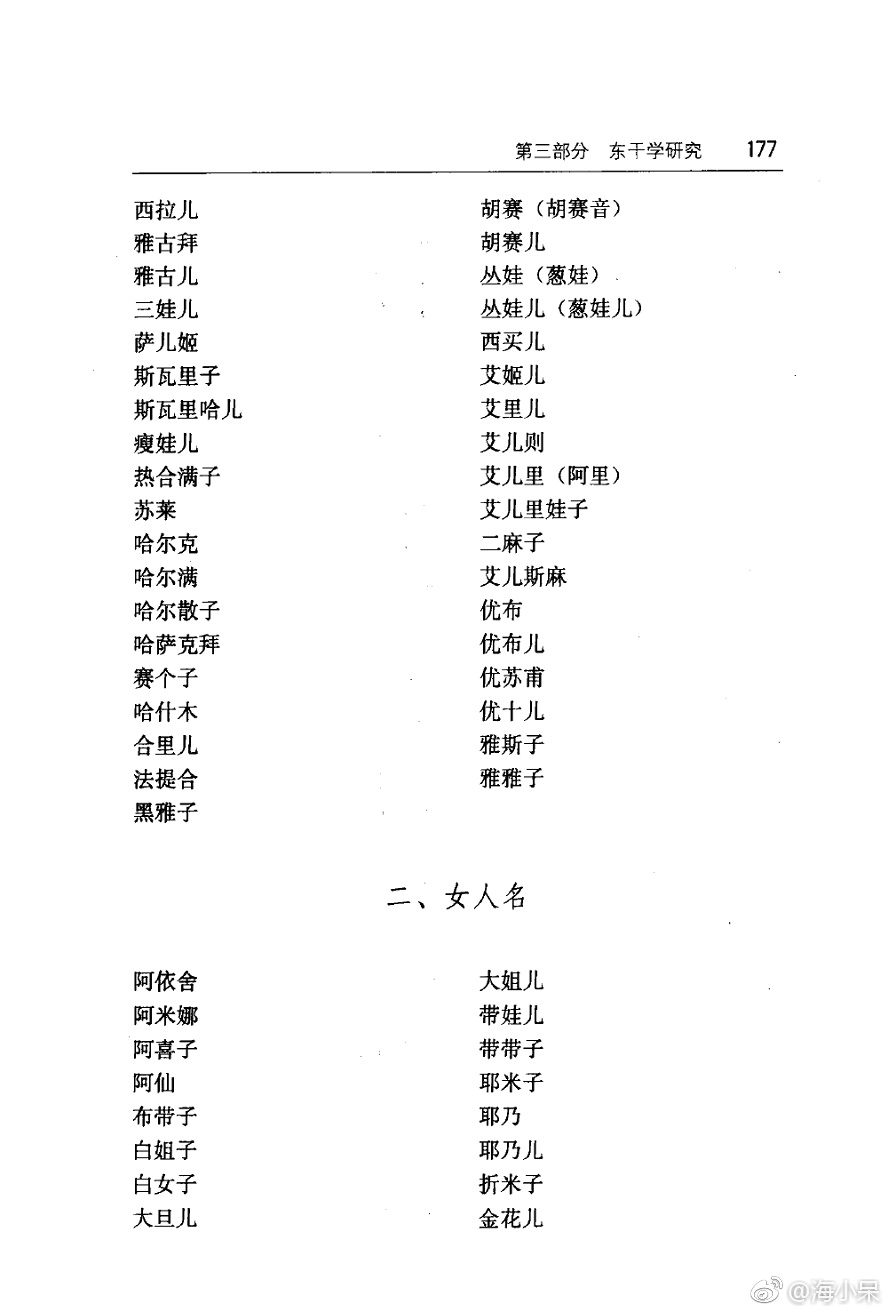 第三部分 东干学研究 177
西拉儿
雅古拜
雅古儿
三娃儿
萨儿姬
斯瓦里子
斯瓦里哈儿
瘦娃儿
热合满子
苏莱
哈尔克
哈尔满
哈尔散子
哈萨克拜
赛个子
哈什木
合里儿
法提合
黑雅子
胡赛（胡赛音）
胡赛儿
丛娃（葱娃）
丛娃儿（葱娃儿）
西买儿
艾姬儿
艾里儿
艾儿则
艾儿里（阿里）
艾儿里娃子
二麻子
艾儿斯麻
优布
优布儿
优苏甫
优十儿
雅斯子
雅雅子
二、女人名
阿依舍
阿米娜
阿喜子
阿仙
布带子
白姐子
白女子
大旦儿
大姐儿
带娃儿
带带子
耶米子
耶乃
耶乃儿
折米子
金花儿
@海小呆